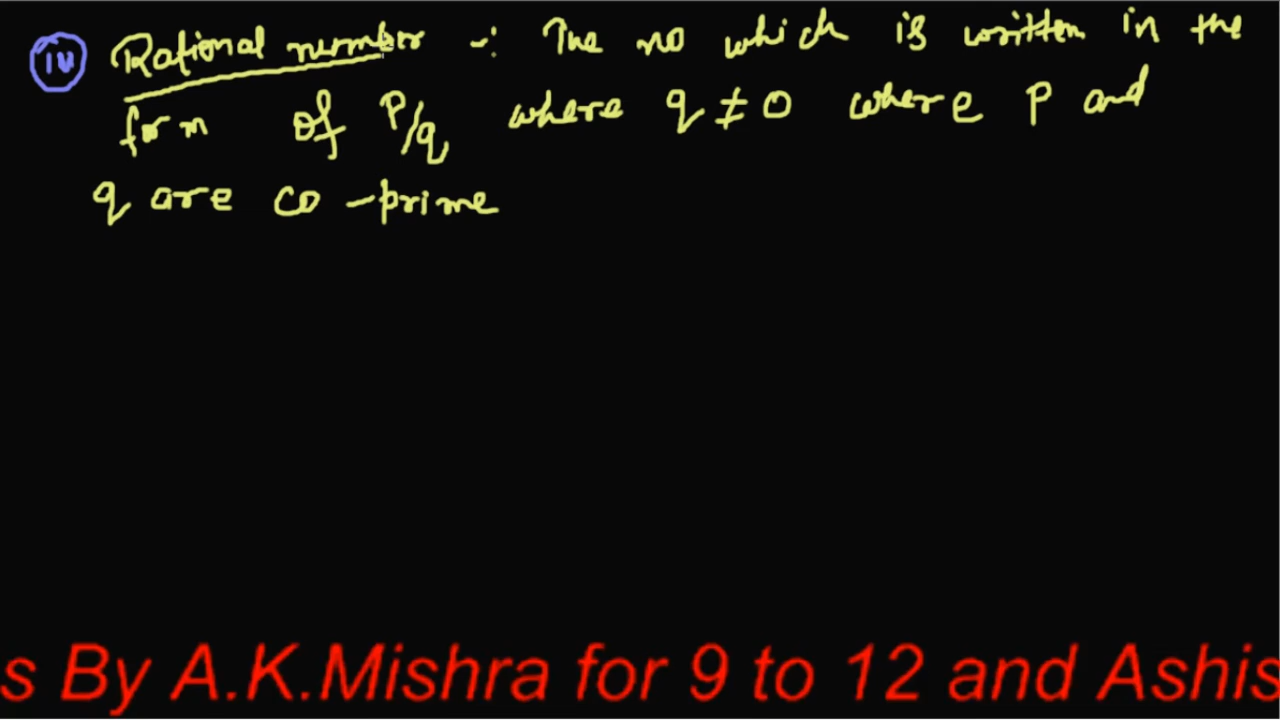 iv Rational number -: The no which is written in the
form of P/q where q ≠ 0 where P and
q are co-prime
s By A.K.Mishra for 9 to 12 and Ashis